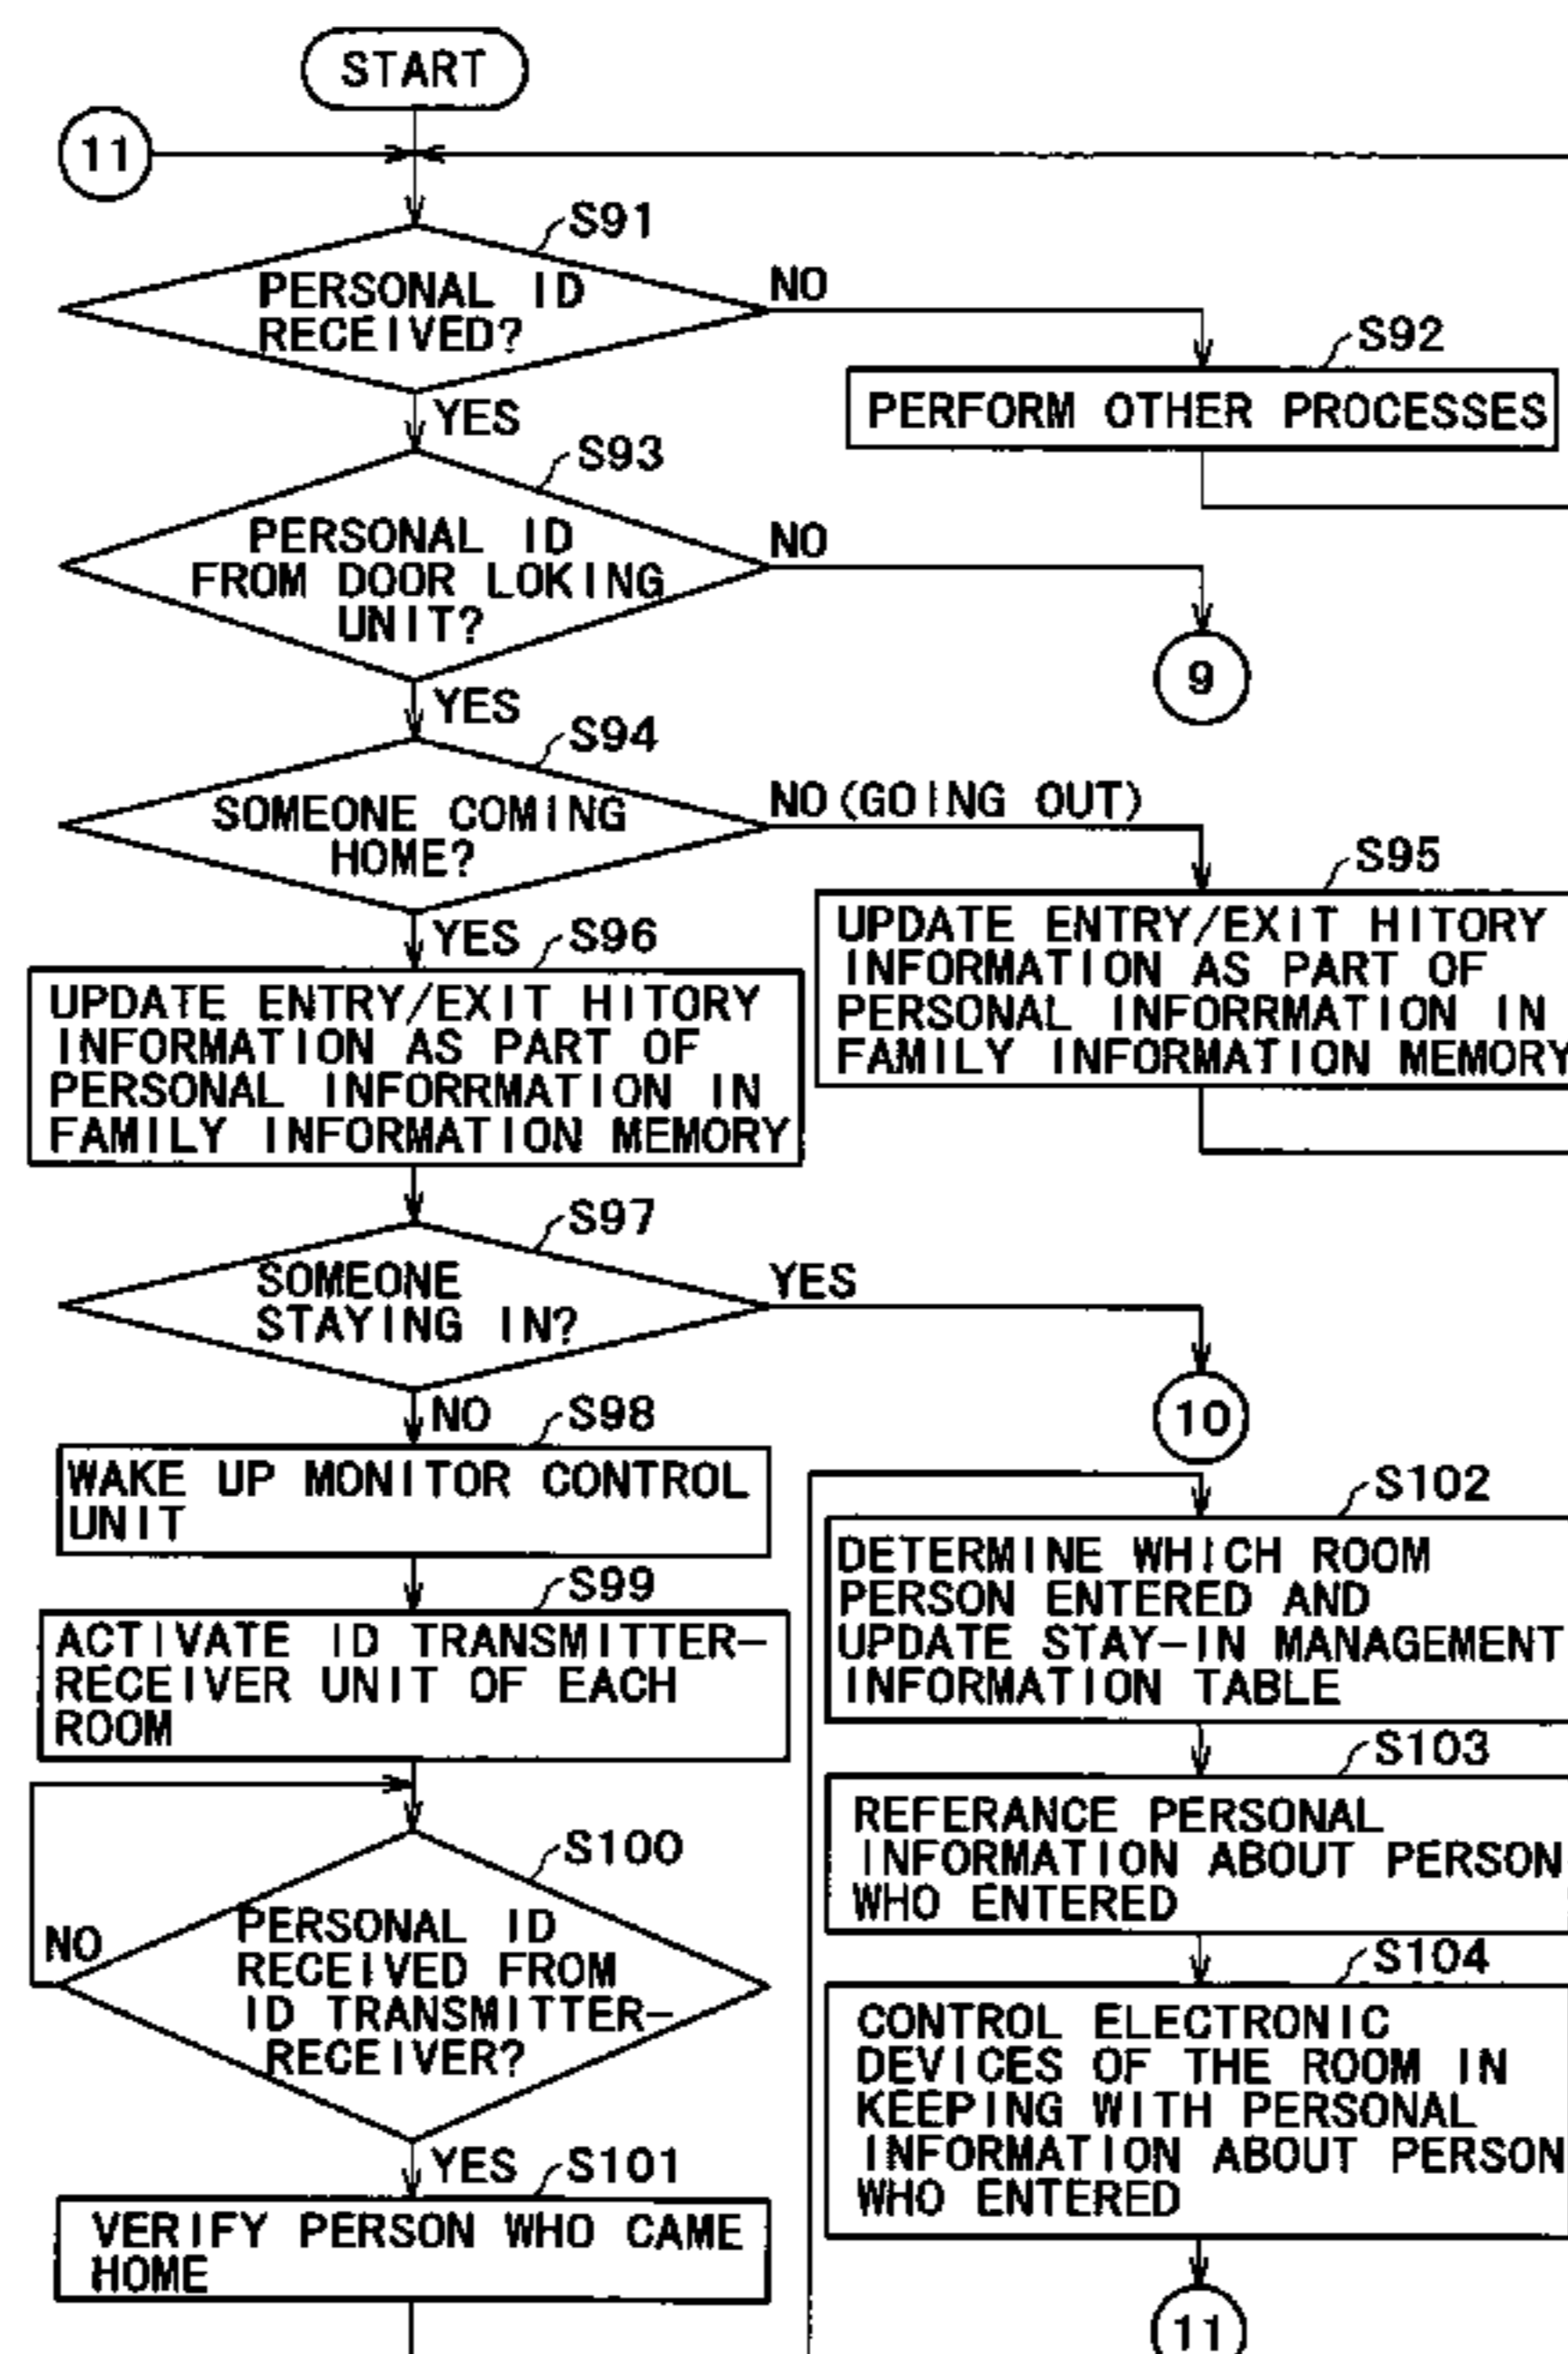 START
11
S91
PERSONAL ID
RECEIVED?
NO
S92
PERFORM OTHER PROCESSES
YES
S93
PERSONAL ID
FROM DOOR LOKING
UNIT?
NO
9
YES
S94
SOMEONE COMING
HOME?
NO (GOING OUT)
S95
UPDATE ENTRY/EXIT HITORY
INFORMATION AS PART OF
PERSONAL INFORRMATION IN
FAMILY INFORMATION MEMORY
YES
S96
UPDATE ENTRY/EXIT HITORY
INFORMATION AS PART OF
PERSONAL INFORRMATION IN
FAMILY INFORMATION MEMORY
S97
SOMEONE
STAYING IN?
YES
10
NO
S98
WAKE UP MONITOR CONTROL
UNIT
S99
ACTIVATE ID TRANSMITTER-
RECEIVER UNIT OF EACH
ROOM
S100
PERSONAL ID
RECEIVED FROM
ID TRANSMITTER-
RECEIVER?
NO
YES
S101
VERIFY PERSON WHO CAME
HOME
S102
DETERMINE WHICH ROOM
PERSON ENTERED AND
UPDATE STAY-IN MANAGEMENT
INFORMATION TABLE
S103
REFERANCE PERSONAL
INFORMATION ABOUT PERSON
WHO ENTERED
S104
CONTROL ELECTRONIC
DEVICES OF THE ROOM IN
KEEPING WITH PERSONAL
INFORMATION ABOUT PERSON
WHO ENTERED
11